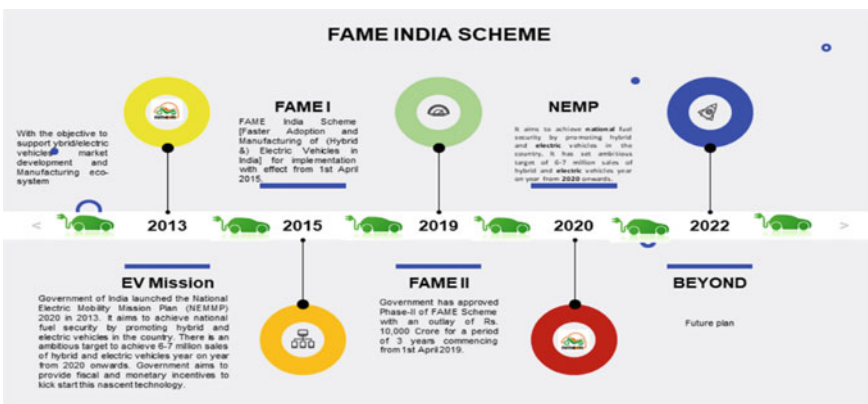 FAME INDIA SCHEME
With the objective to
support ybrid/electric
vehicles market
development and
Manufacturing eco-
system
FAME I
FAME India Scheme
[Faster Adoption and
Manufacturing of (Hybrid
&) Electric Vehicles in
India] for implementation
with effect from 1st April
2015.
NEMP
It aims to achieve national fuel
security by promoting hybrid
and electric vehicles in the
country. It has set ambitious
target of 6-7 million sales of
hybrid and electric vehicles year
on year from 2020 onwards.
< 2013 2015 2019 2020 2022 >
EV Mission
Government of India launched the National
Electric Mobility Mission Plan (NEMMP)
2020 in 2013. It aims to achieve national
fuel security by promoting hybrid and
electric vehicles in the country. There is an
ambitious target to achieve 6-7 million sales
of hybrid and electric vehicles year on year
from 2020 onwards. Government aims to
provide fiscal and monetary incentives to
kick start this nascent technology.
FAME II
Government has approved
Phase-II of FAME Scheme
with an outlay of Rs.
10,000 Crore for a period
of 3 years commencing
from 1st April 2019.
BEYOND
Future plan